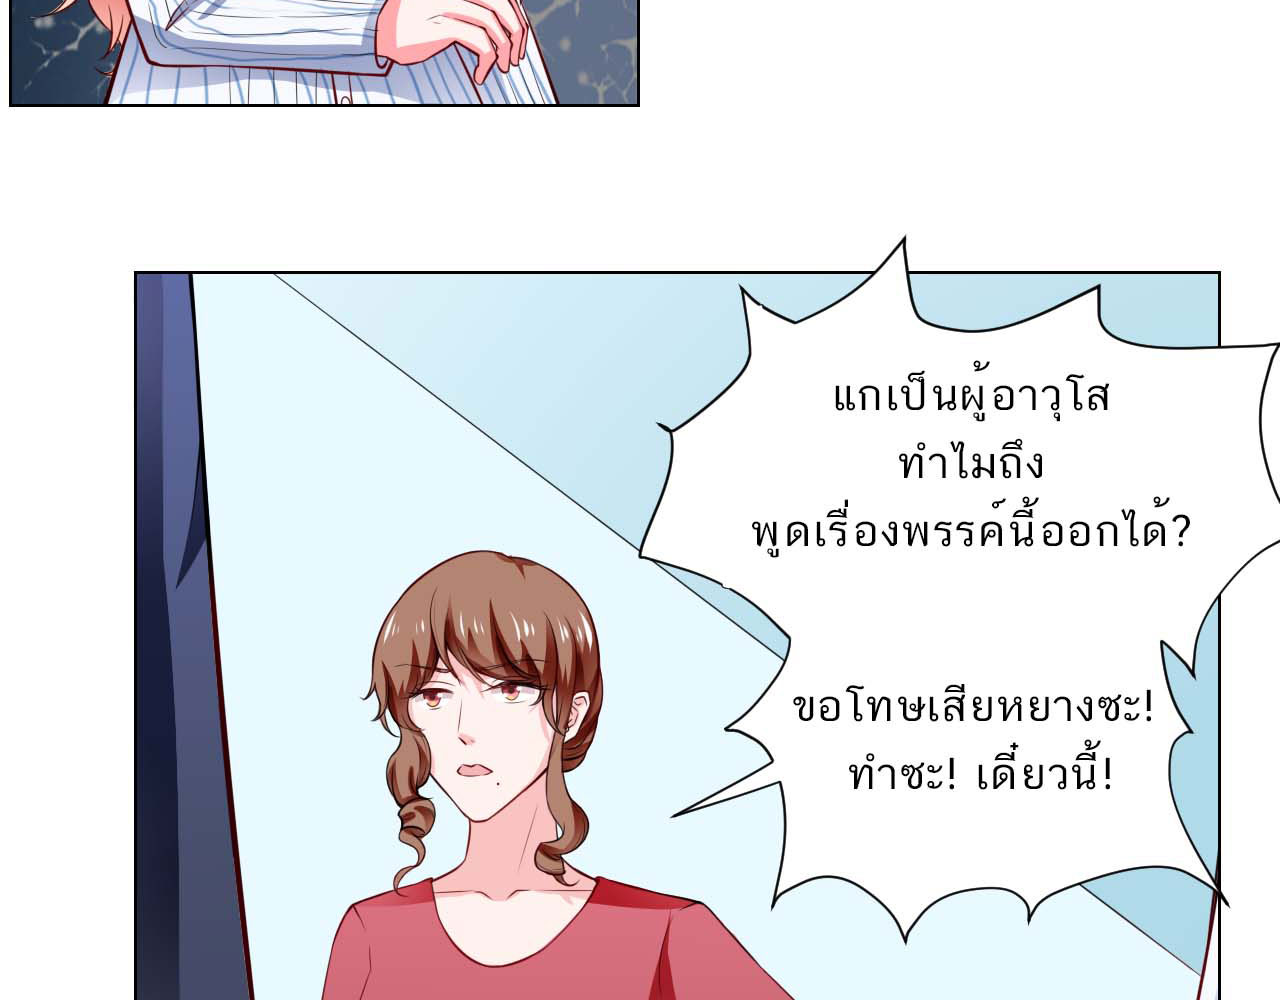 แกเป็นผู้อาวุโส
ทำไมถึง
พูดเรื่องพรรค์นี้ออกได้?
ขอโทษเสียหยางซะ!
ทำซะ! เดี๋ยวนี้!